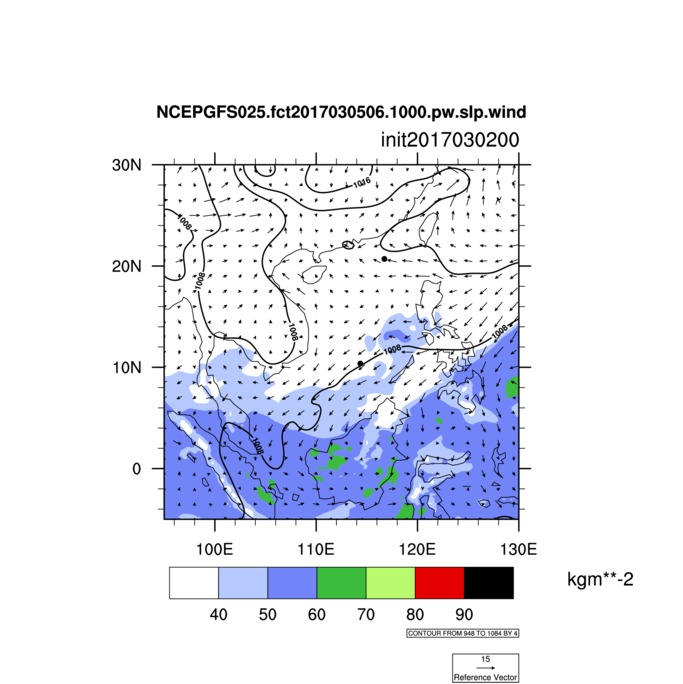 NCEPGFS025.fct2017030506.1000.pw.slp.wind
init2017030200
30N
20N
10N
0
1016
1008
1008
1008
1008
1008
1008
100E 110E 120E 130E
kgm**-2
40 50 60 70 80 90
CONTOUR FROM 948 TO 1084 BY 4
15
Reference Vector